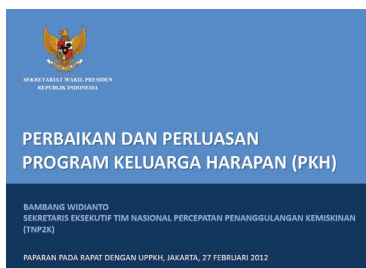 SEKRETARIAT WAKIL PRESIDEN
REPUBLIK INDONESIA
PERBAIKAN DAN PERLUASAN
PROGRAM KELUARGA HARAPAN (PKH)
BAMBANG WIDIANTO
SEKRETARIS EKSEKUTIF TIM NASIONAL PERCEPATAN PENANGGULANGAN KEMISKINAN
(TNP2K)
PAPARAN PADA RAPAT DENGAN UPPKH, JAKARTA, 27 FEBRUARI 2012